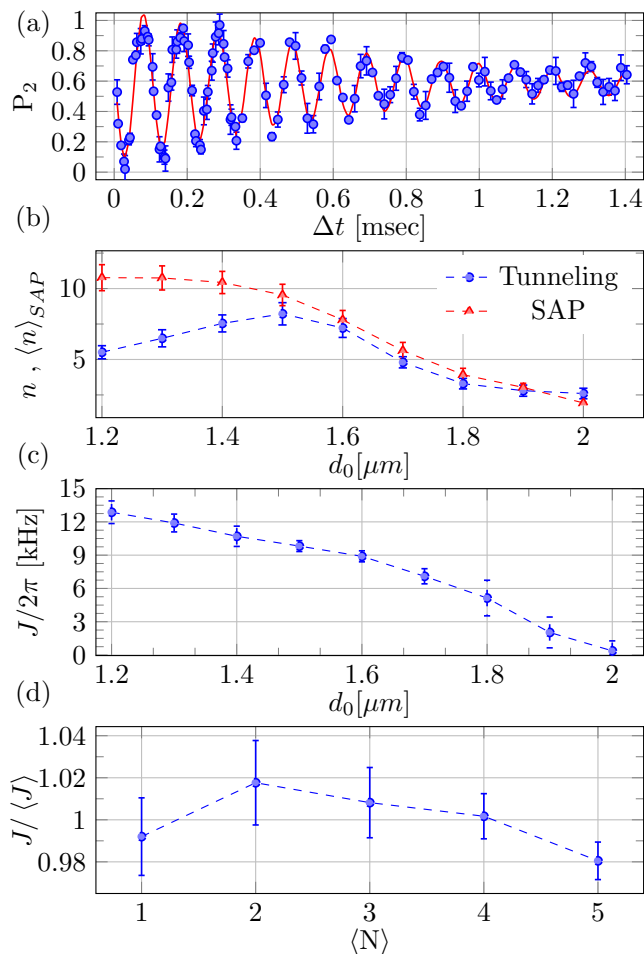 (a)
P₂
1
0.8
0.6
0.4
0.2
0
0 0.2 0.4 0.6 0.8 1 1.2 1.4
Δt [msec]
(b)
n , ⟨n⟩_SAP
10
5
Tunneling
SAP
1.2 1.4 1.6 1.8 2
d₀[μm]
(c)
J/2π [kHz]
15
12
9
6
3
0
1.2 1.4 1.6 1.8 2
d₀[μm]
(d)
J/⟨J⟩
1.04
1.02
1
0.98
1 2 3 4 5
⟨N⟩